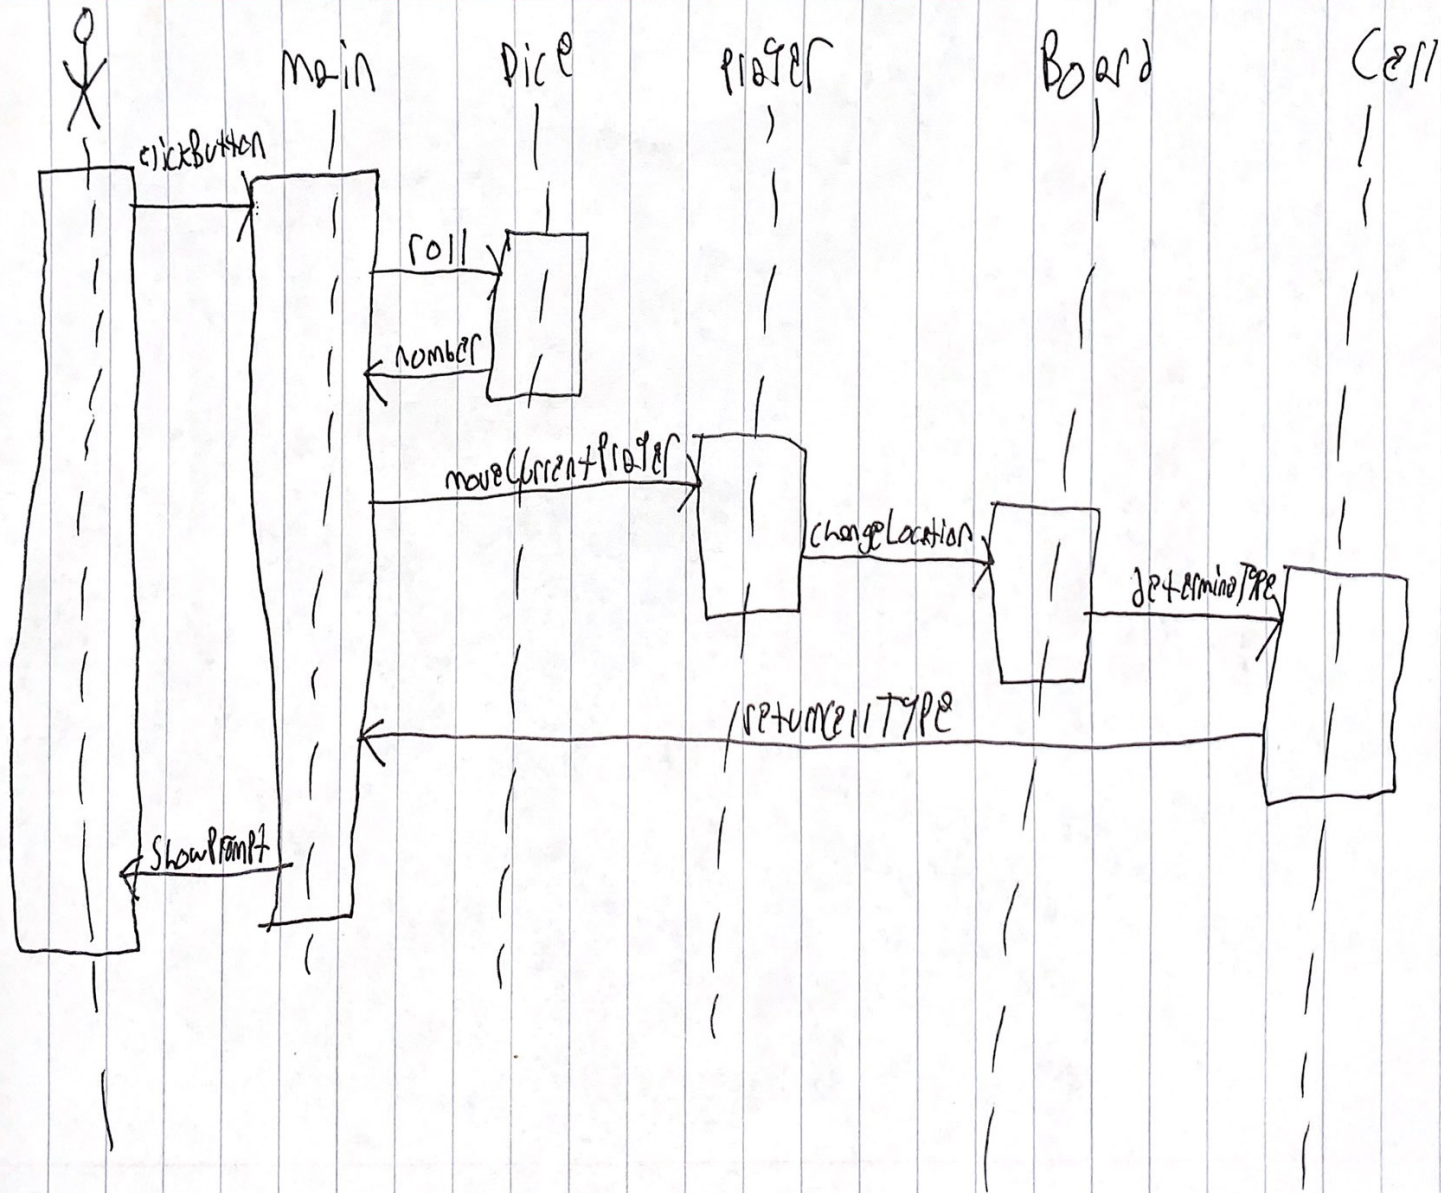 Main
Dice
Player
Board
Cell
clickButton
roll
number
moveCurrentPlayer
changeLocation
determineType
returnCellType
showPrompt